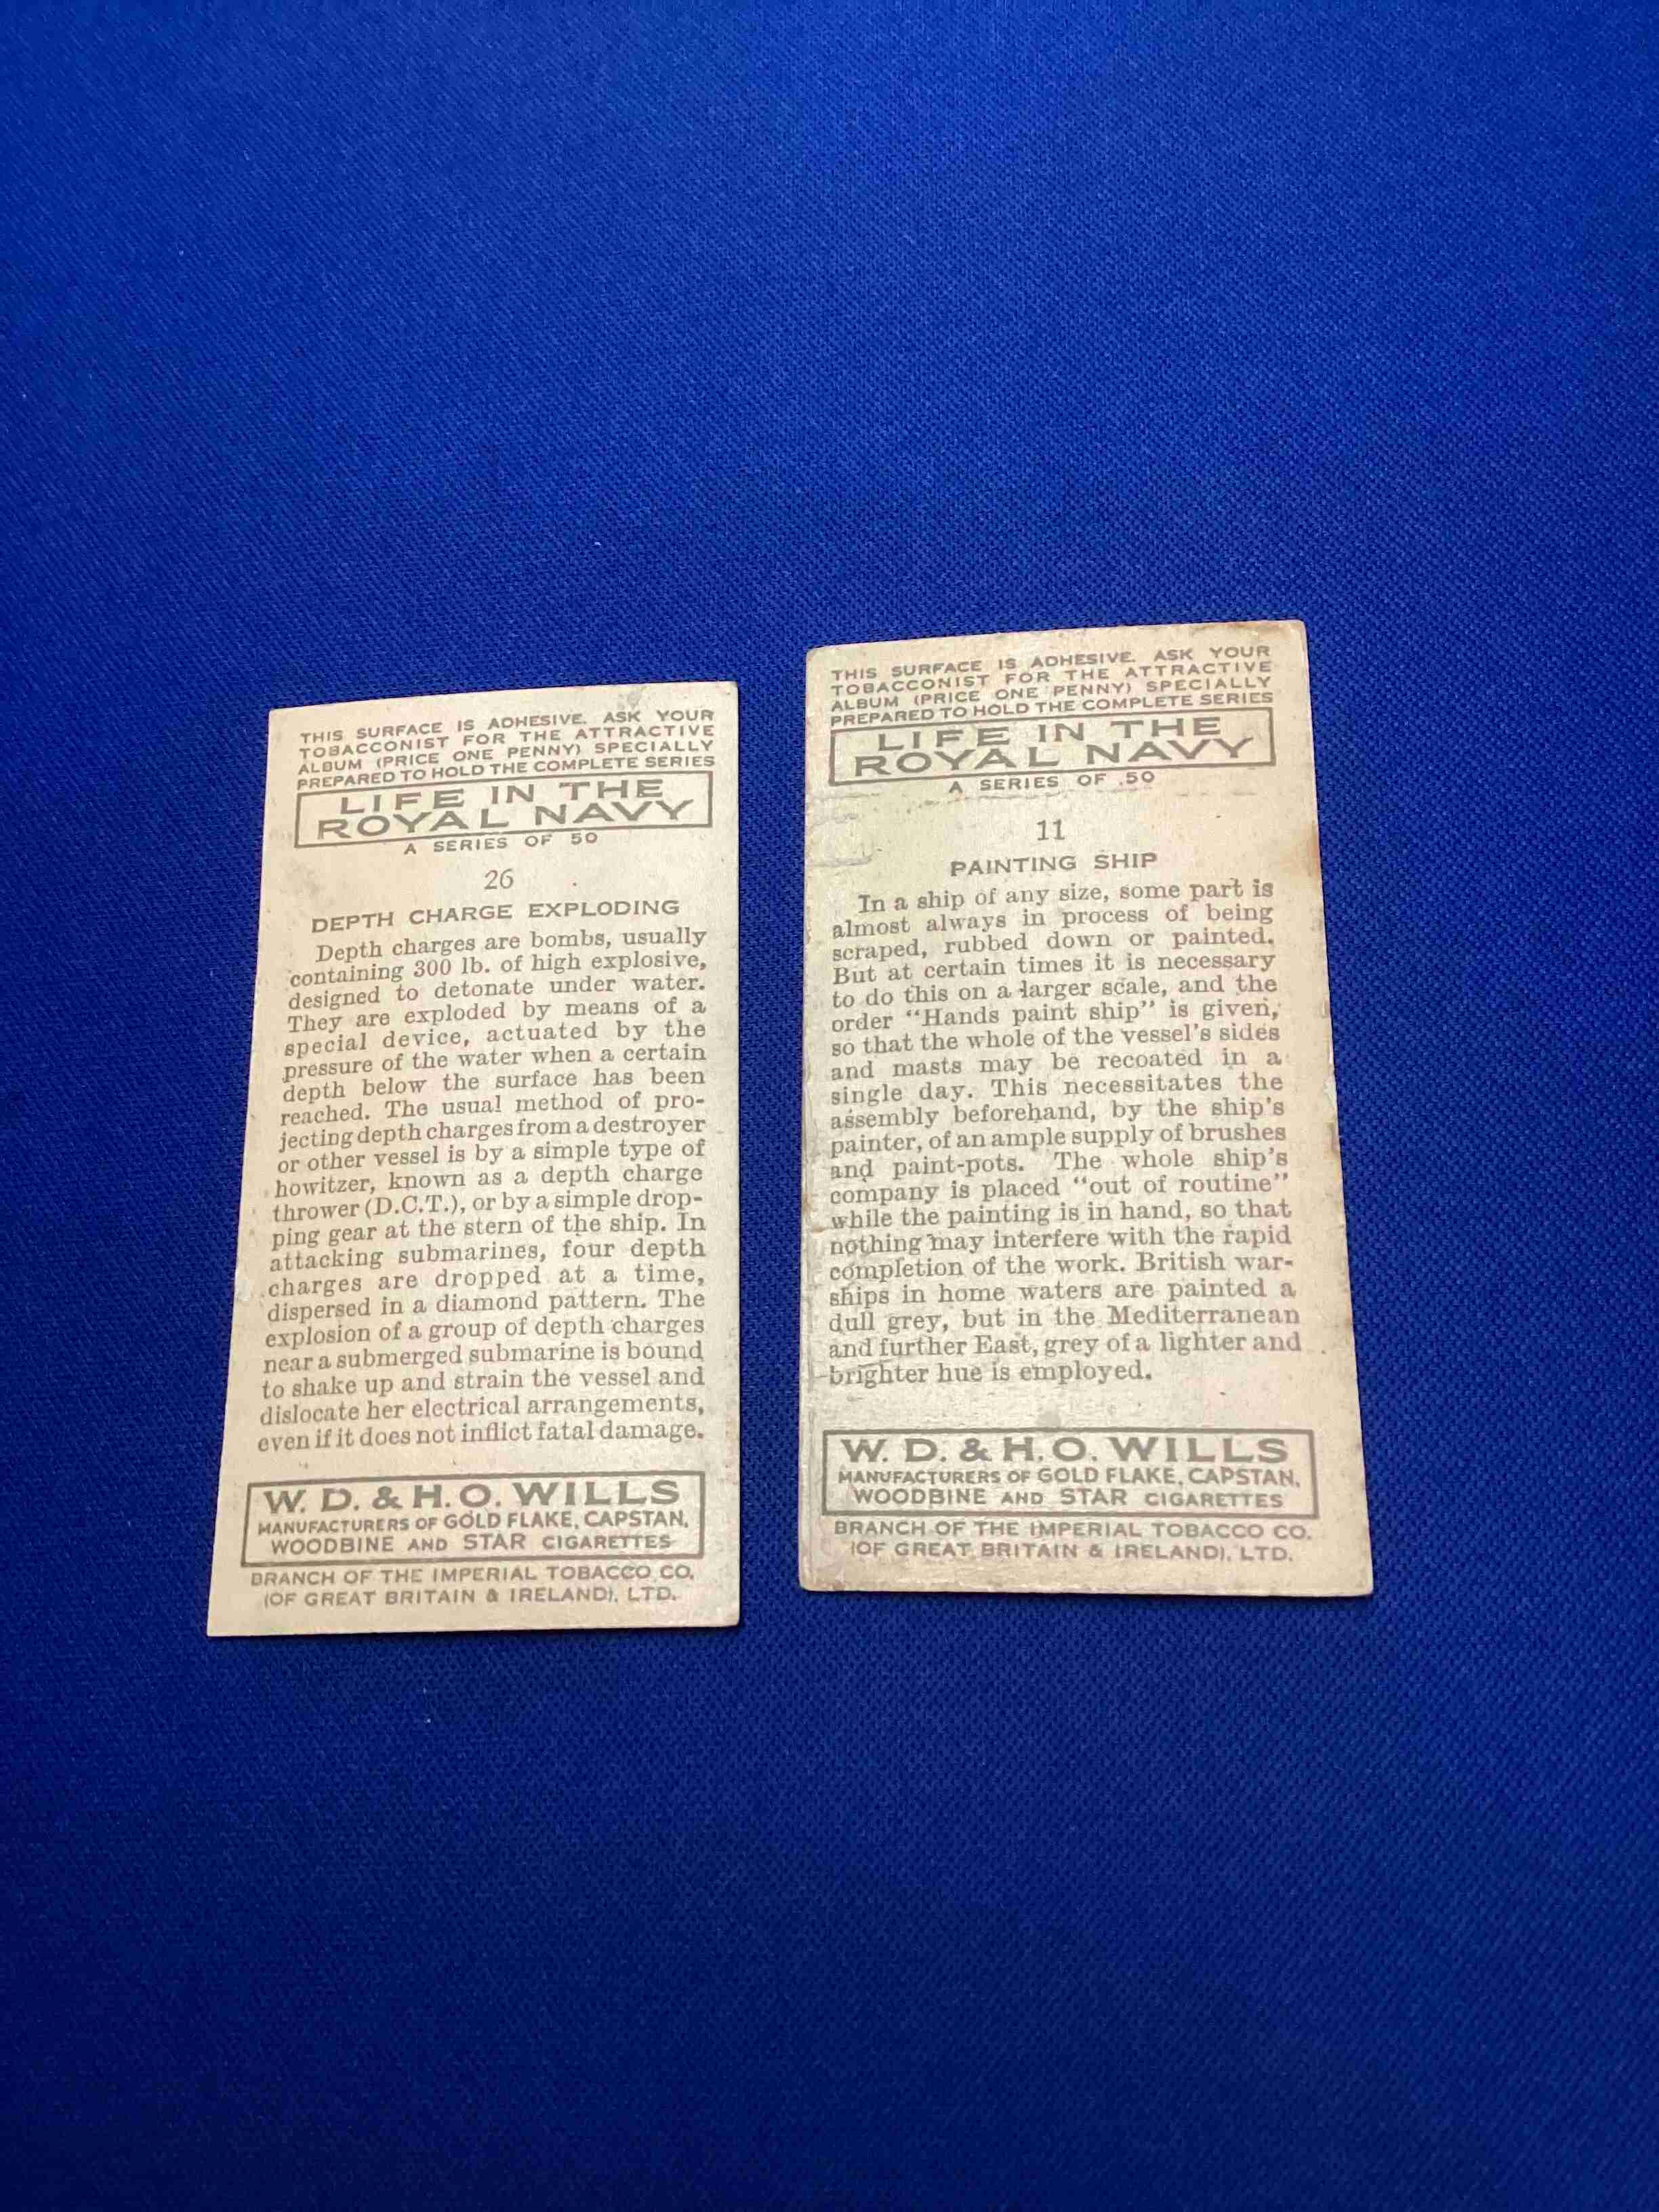 THIS SURFACE IS ADHESIVE. ASK YOUR
TOBACCONIST FOR THE ATTRACTIVE
ALBUM (PRICE ONE PENNY) SPECIALLY
PREPARED TO HOLD THE COMPLETE SERIES
LIFE IN THE
ROYAL NAVY
A SERIES OF 50
26
DEPTH CHARGE EXPLODING
Depth charges are bombs, usually
containing 300 lb. of high explosive,
designed to detonate under water.
They are exploded by means of a
special device, actuated by the
pressure of the water when a certain
depth below the surface has been
reached. The usual method of pro-
jecting depth charges from a destroyer
or other vessel is by a simple type of
howitzer, known as a depth charge
thrower (D.C.T.), or by a simple drop-
ping gear at the stern of the ship. In
attacking submarines, four depth
charges are dropped at a time,
dispersed in a diamond pattern. The
explosion of a group of depth charges
near a submerged submarine is bound
to shake up and strain the vessel and
dislocate her electrical arrangements,
even if it does not inflict fatal damage.
W. D. & H. O. WILLS
MANUFACTURERS OF GOLD FLAKE, CAPSTAN,
WOODBINE AND STAR CIGARETTES
BRANCH OF THE IMPERIAL TOBACCO CO.
(OF GREAT BRITAIN & IRELAND), LTD.
THIS SURFACE IS ADHESIVE. ASK YOUR
TOBACCONIST FOR THE ATTRACTIVE
ALBUM (PRICE ONE PENNY) SPECIALLY
PREPARED TO HOLD THE COMPLETE SERIES
LIFE IN THE
ROYAL NAVY
A SERIES OF 50
11
PAINTING SHIP
In a ship of any size, some part is
almost always in process of being
scraped, rubbed down or painted.
But at certain times it is necessary
to do this on a larger scale, and the
order "Hands paint ship" is given,
so that the whole of the vessel's sides
and masts may be recoated in a
single day. This necessitates the
assembly beforehand, by the ship's
painter, of an ample supply of brushes
and paint-pots. The whole ship's
company is placed "out of routine"
while the painting is in hand, so that
nothing may interfere with the rapid
completion of the work. British war-
ships in home waters are painted a
dull grey, but in the Mediterranean
and further East, grey of a lighter and
brighter hue is employed.
W. D. & H. O. WILLS
MANUFACTURERS OF GOLD FLAKE, CAPSTAN,
WOODBINE AND STAR CIGARETTES
BRANCH OF THE IMPERIAL TOBACCO CO.
(OF GREAT BRITAIN & IRELAND), LTD.